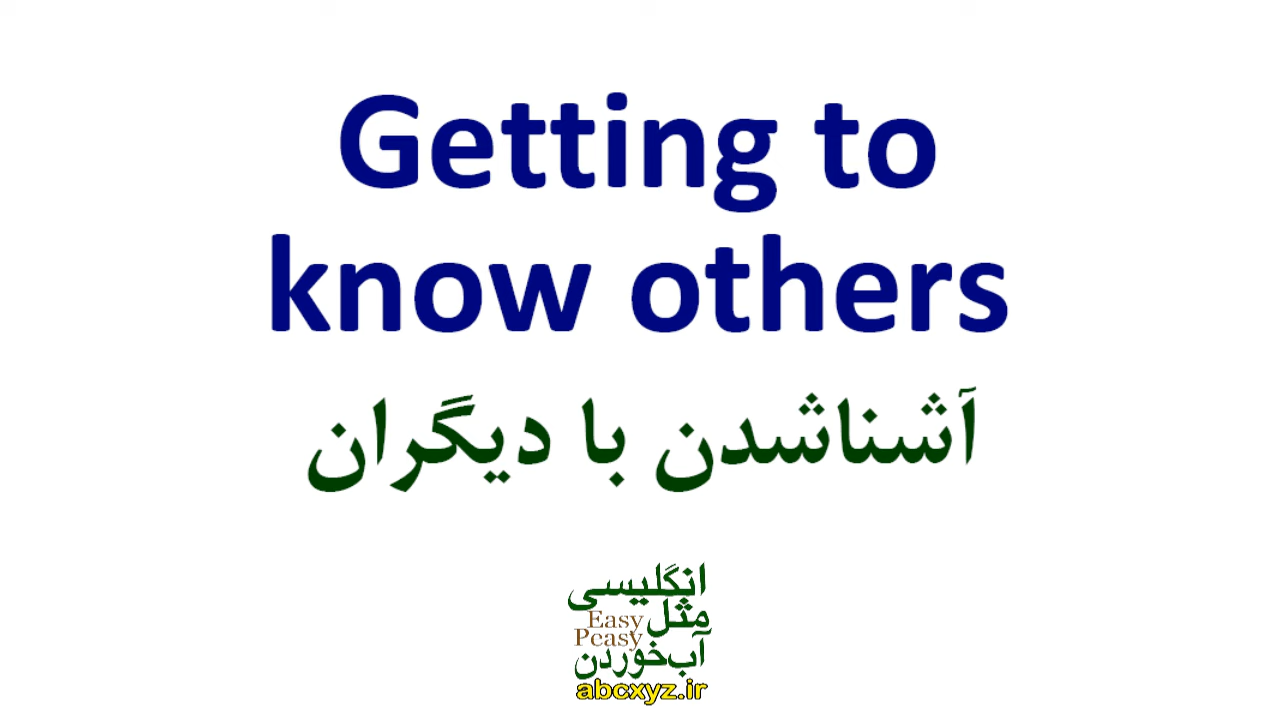 Getting to
know others
آشناشدن با دیگران
انگلیسی
مثل
Easy
Peasy
آب‌خوردن
abcxyz.ir